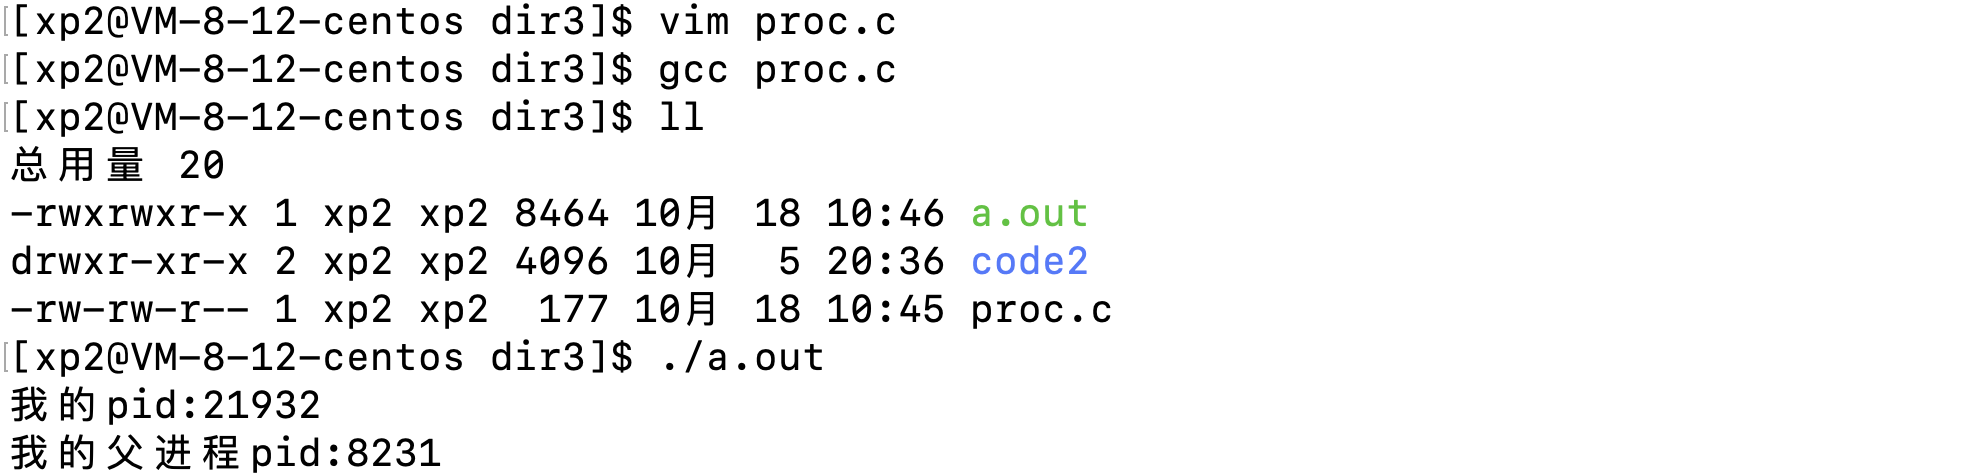 [xp2@VM-8-12-centos dir3]$ vim proc.c
[xp2@VM-8-12-centos dir3]$ gcc proc.c
[xp2@VM-8-12-centos dir3]$ ll
总用量 20
-rwxrwxr-x 1 xp2 xp2 8464 10月 18 10:46 a.out
drwxr-xr-x 2 xp2 xp2 4096 10月  5 20:36 code2
-rw-rw-r-- 1 xp2 xp2  177 10月 18 10:45 proc.c
[xp2@VM-8-12-centos dir3]$ ./a.out
我的pid:21932
我的父进程pid:8231